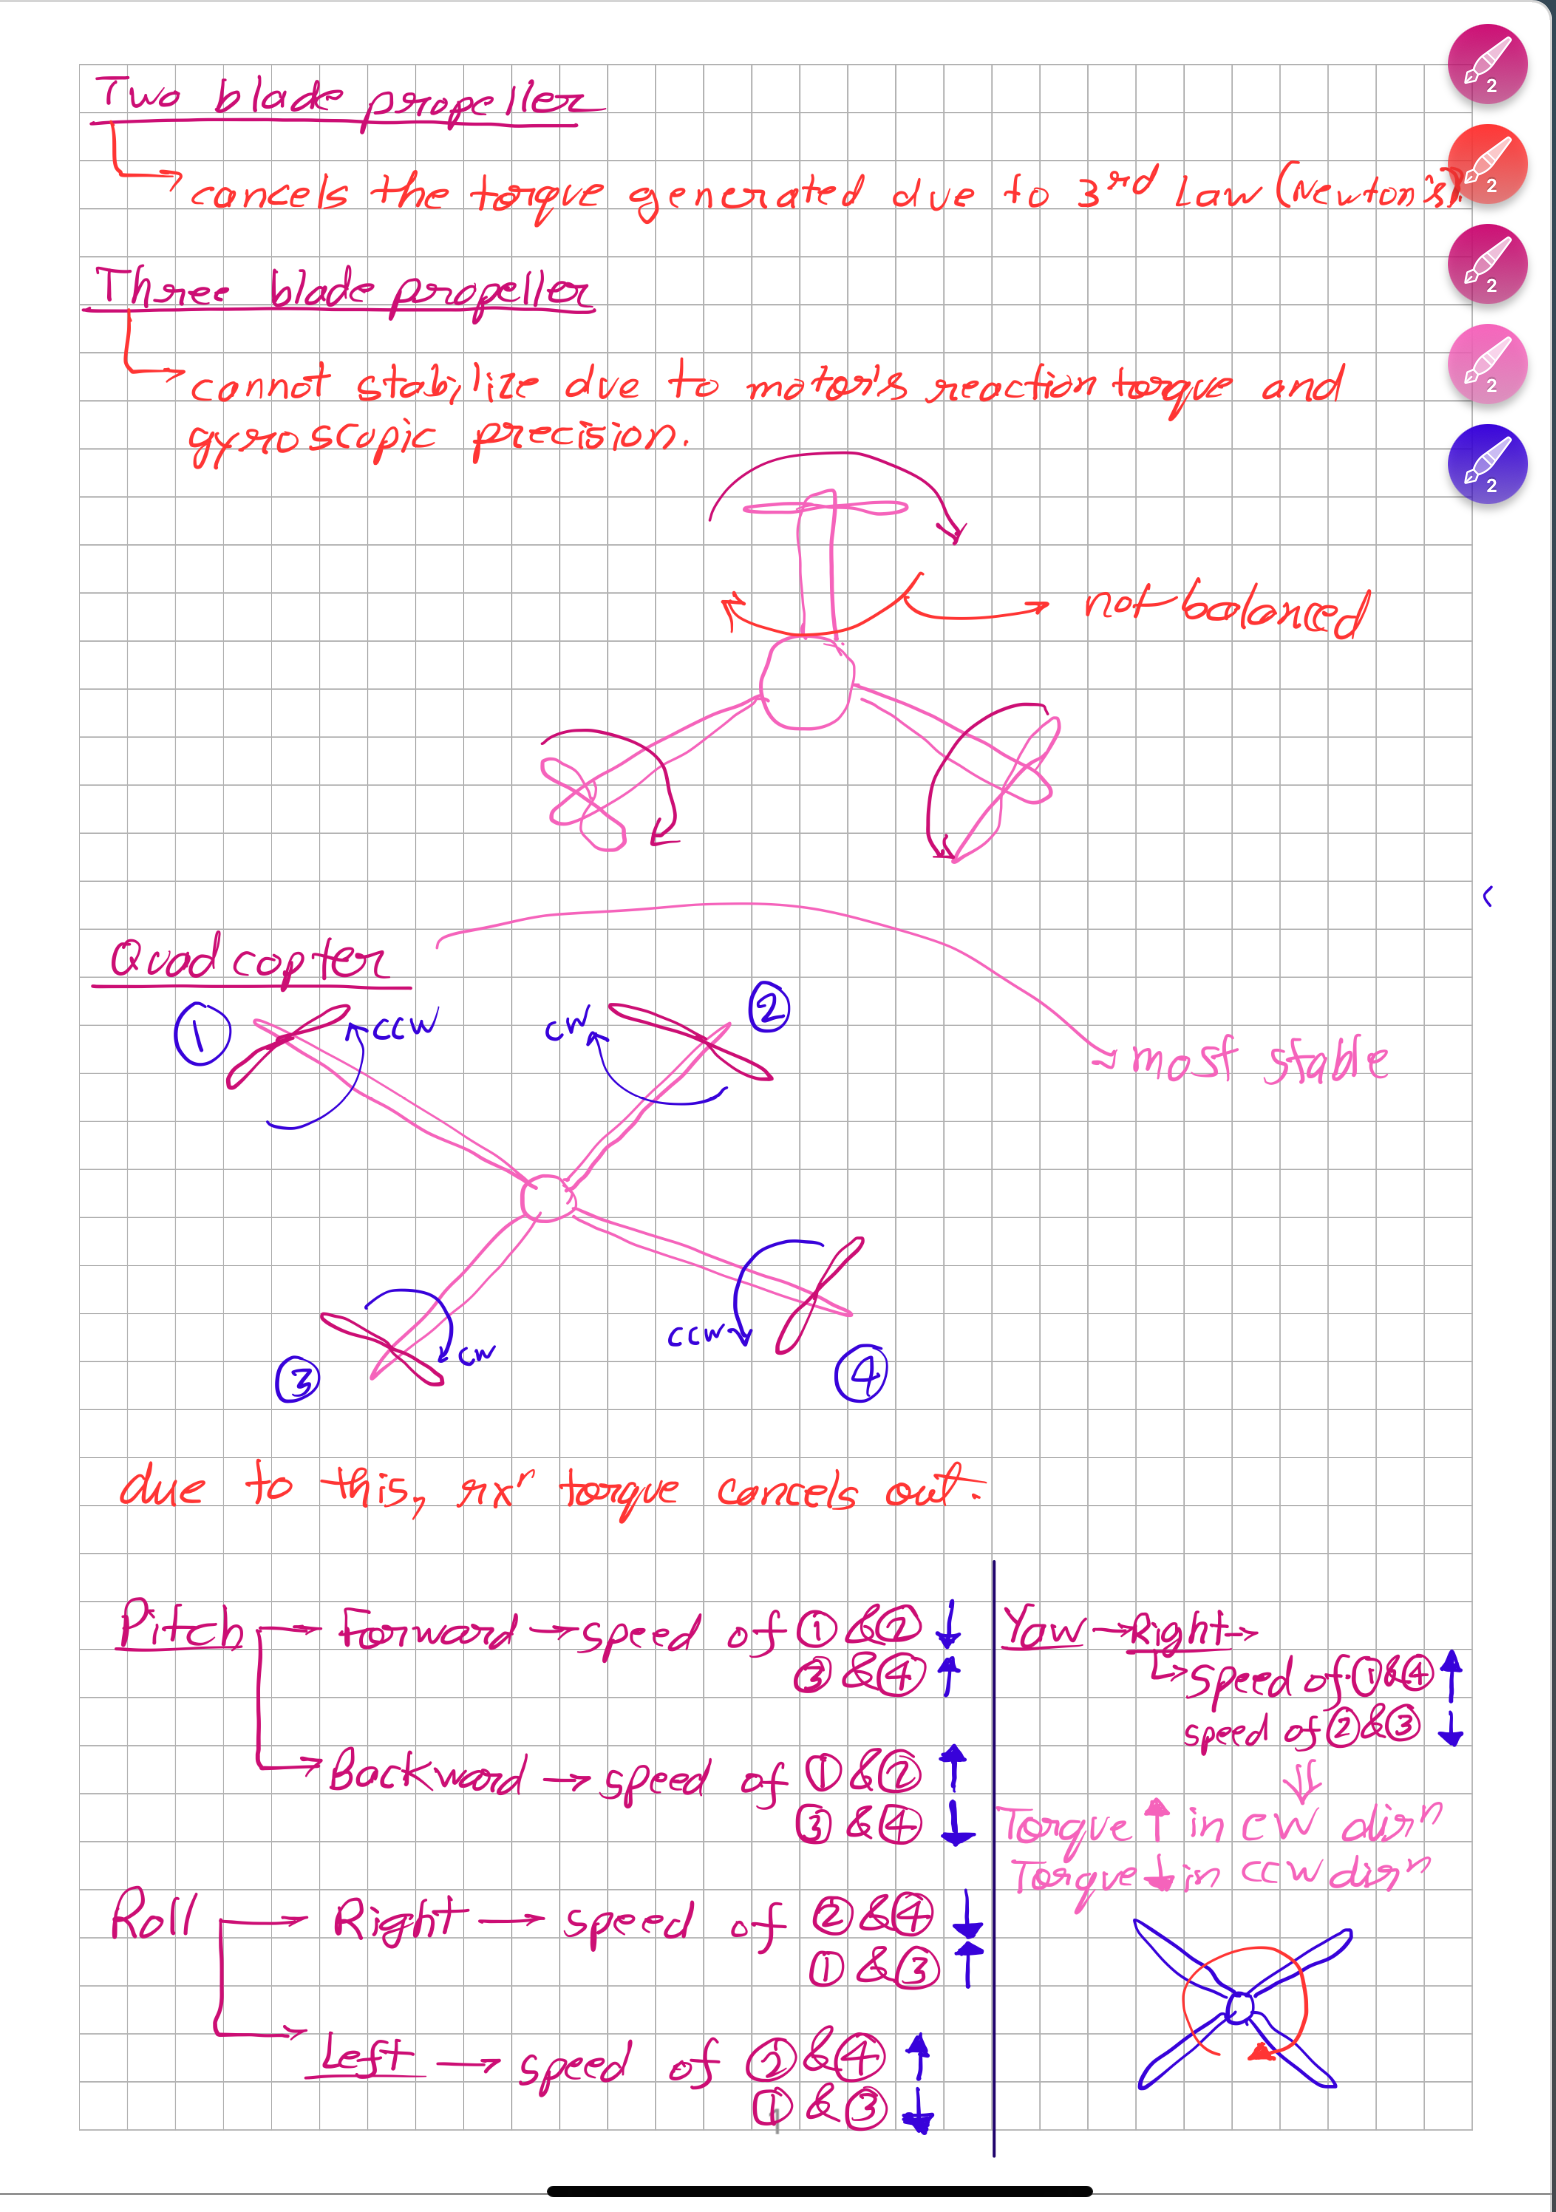 Two blade propeller
cancels the torque generated due to 3rd Law (Newton's).
Three blade propeller
cannot stabilize due to motor's reaction torque and
gyroscopic precision.
not balanced
Quad copter
1 ccw
cw 2
most stable
3 cw
ccw 4
due to this, rxn torque cancels out.
Pitch → Forward → speed of ① & ② ↓
③ & ④ ↑
→ Backward → speed of ① & ② ↑
③ & ④ ↓
Roll → Right → speed of ② & ④ ↓
① & ③ ↑
→ Left → speed of ② & ④ ↑
① & ③ ↓
Yaw → Right →
→ speed of ① & ④ ↑
speed of ② & ③ ↓
⇓
Torque ↑ in cw dirn
Torque ↓ in ccw dirn
1
2
2
2
2
2